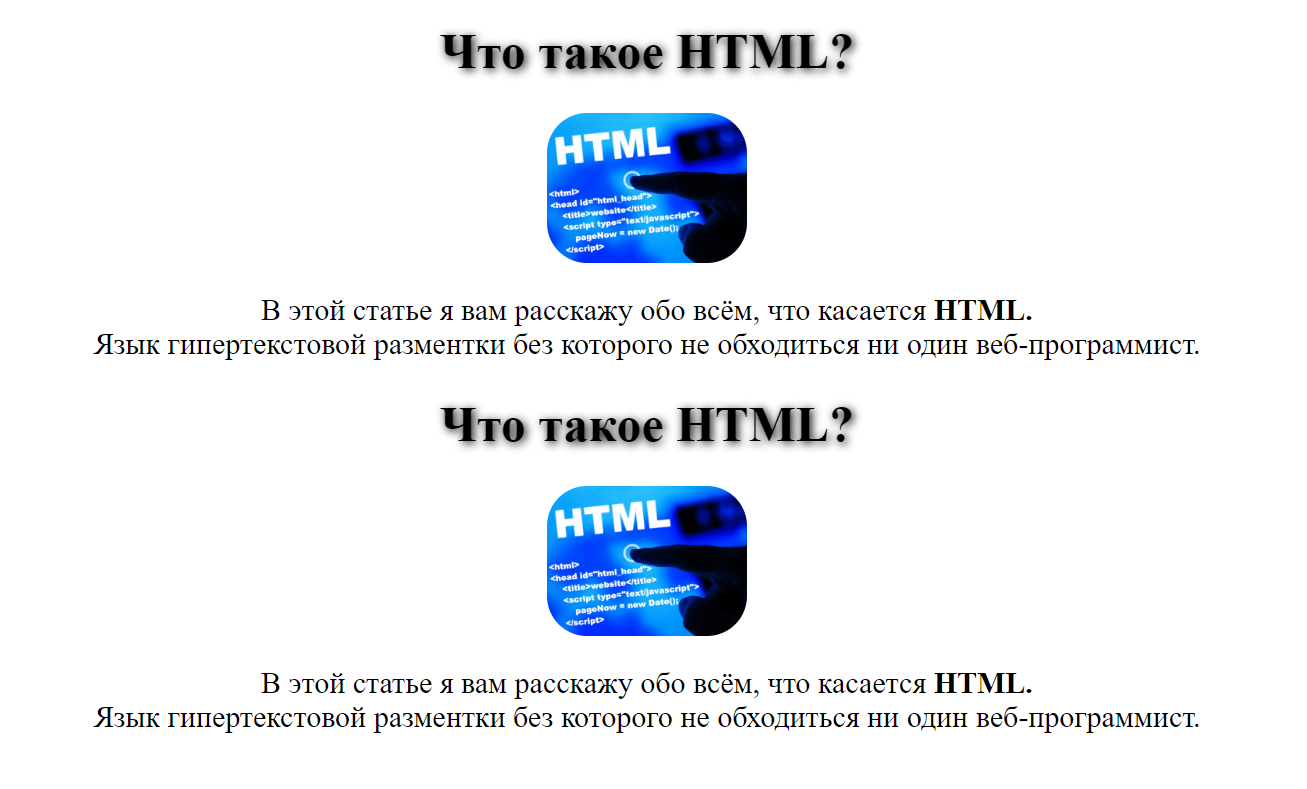 Что такое HTML?
HTML
<html>
<head id="html_head">
<title>website</title>
<script type="text/javascript">
pageNow = new Date();
</script>
В этой статье я вам расскажу обо всём, что касается HTML.
Язык гипертекстовой разментки без которого не обходиться ни один веб-программист.
Что такое HTML?
HTML
<html>
<head id="html_head">
<title>website</title>
<script type="text/javascript">
pageNow = new Date();
</script>
В этой статье я вам расскажу обо всём, что касается HTML.
Язык гипертекстовой разментки без которого не обходиться ни один веб-программист.